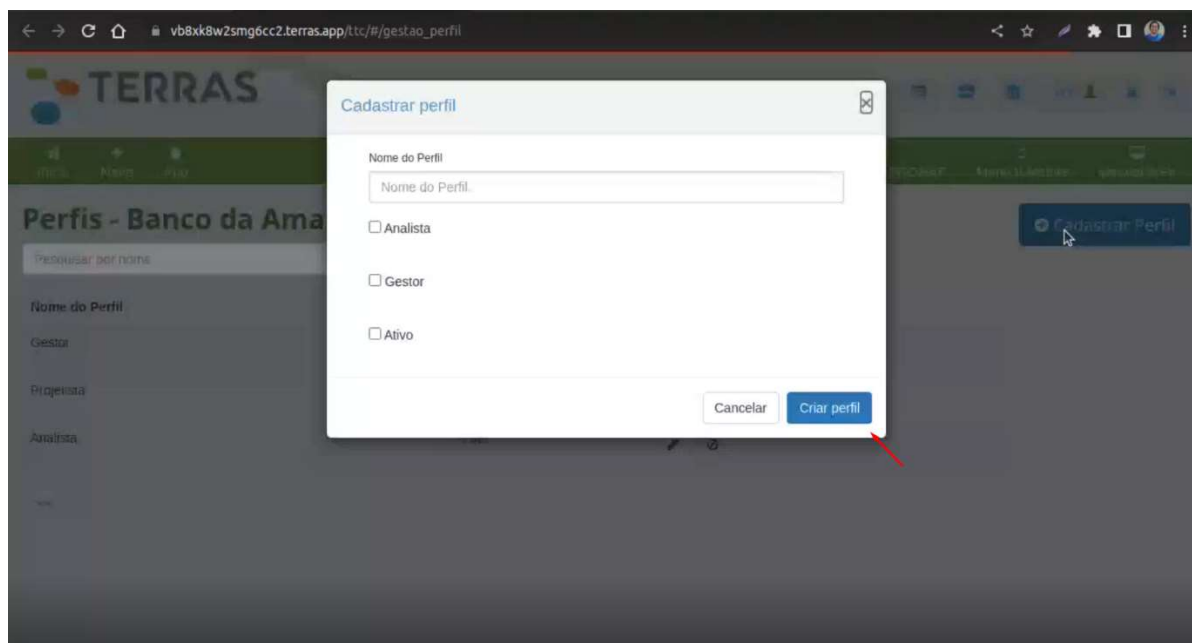 vb8xk8w2smg6cc2.terras.app/ttc/#/gestao_perfil
TERRAS
Cadastrar perfil
Nome do Perfil
Nome do Perfil.
Perfis - Banco da Ama
Cadastrar Perfil
Analista
Pesquisar por nome
Gestor
Nome do Perfil
Ativo
Gestor
Projetista
Cancelar
Criar perfil
Analista